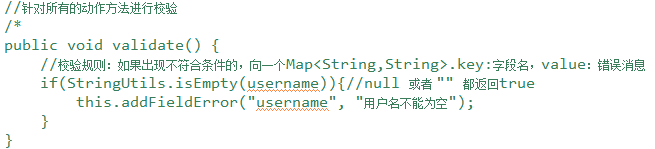 //针对所有的动作方法进行校验
/*
public void validate() {
//校验规则：如果出现不符合条件的，向一个Map<String,String>.key:字段名，value：错误消息
if(StringUtils.isEmpty(username)){//null 或者 "" 都返回true
this.addFieldError("username", "用户名不能为空");
}
}